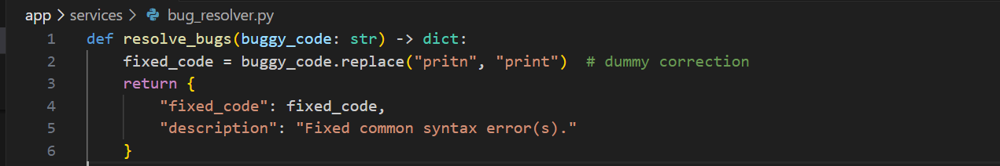 app > services > bug_resolver.py
1 def resolve_bugs(buggy_code: str) -> dict:
2     fixed_code = buggy_code.replace("pritn", "print")  # dummy correction
3     return {
4         "fixed_code": fixed_code,
5         "description": "Fixed common syntax error(s)."
6     }